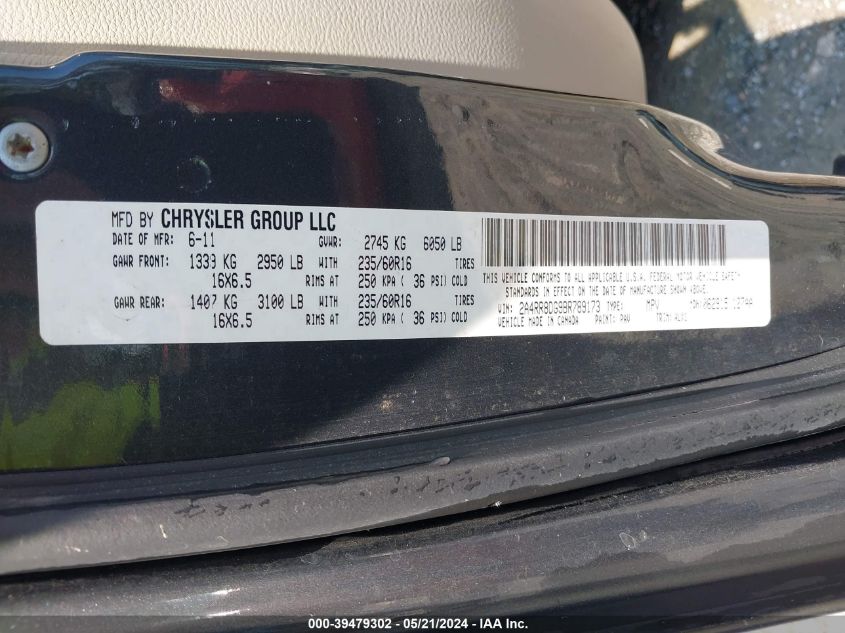 MFD BY CHRYSLER GROUP LLC
DATE OF MFR: 6-11 GVWR: 2745 KG 6050 LB
GAWR FRONT: 1339 KG 2950 LB WITH 235/60R16 TIRES
16X6.5 RIMS AT 250 KPA ( 36 PSI) COLD
GAWR REAR: 1407 KG 3100 LB WITH 235/60R16 TIRES
16X6.5 RIMS AT 250 KPA ( 36 PSI) COLD
THIS VEHICLE CONFORMS TO ALL APPLICABLE U.S.A. FEDERAL MOTOR VEHICLE SAFETY
STANDARDS IN EFFECT ON THE DATE OF MANUFACTURE SHOWN ABOVE.
VIN: 2A4RR8DG9BR789173 TYPE: MPV
VEHICLE MADE IN CANADA PAINT: PAV TRIM:
000-39479302 - 05/21/2024 - IAA Inc.